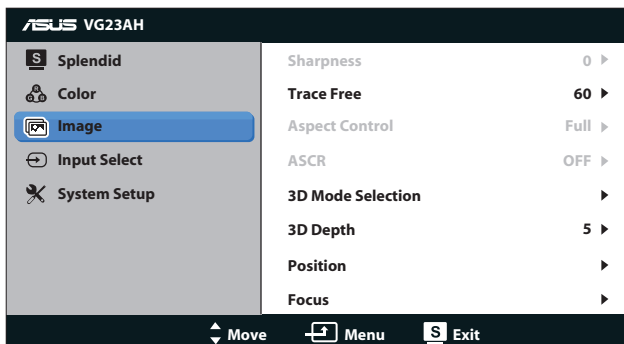 ASUS VG23AH
S Splendid
Color
Image
Input Select
System Setup
Sharpness 0
Trace Free 60
Aspect Control Full
ASCR OFF
3D Mode Selection
3D Depth 5
Position
Focus
Move Menu S Exit